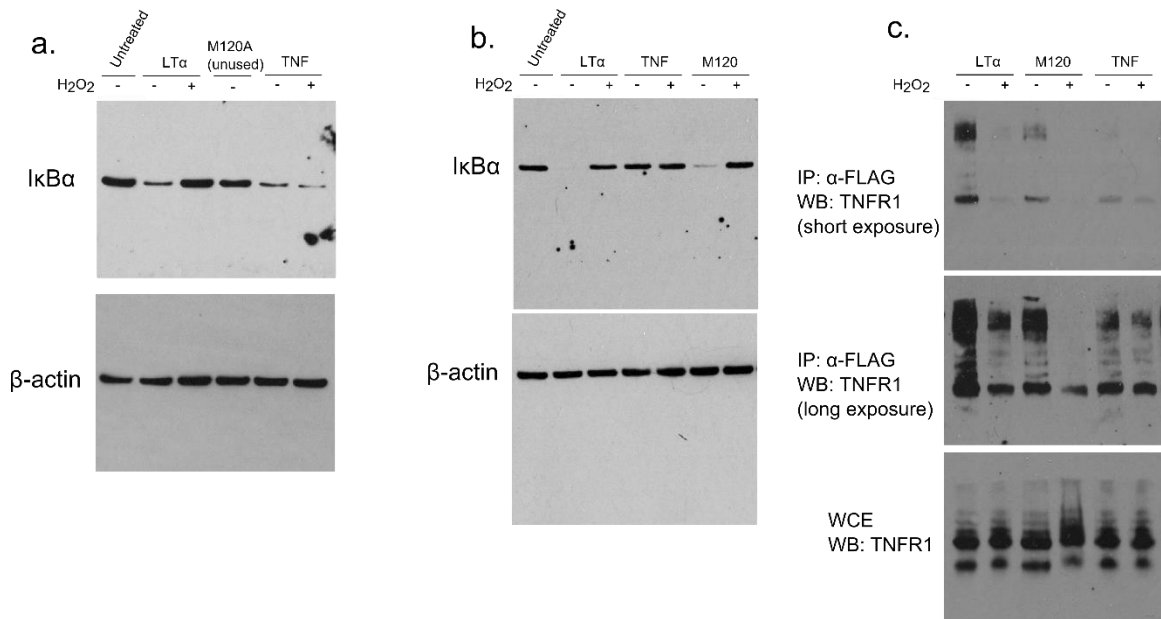 a.
Untreated
LTα
M120A
(unused)
TNF
H₂O₂
- + - - +
IκBα
β-actin
b.
Untreated
LTα TNF M120
H₂O₂
- - + - + - +
IκBα
β-actin
c.
LTα M120 TNF
H₂O₂
- + - + - +
IP: α-FLAG
WB: TNFR1
(short exposure)
IP: α-FLAG
WB: TNFR1
(long exposure)
WCE
WB: TNFR1